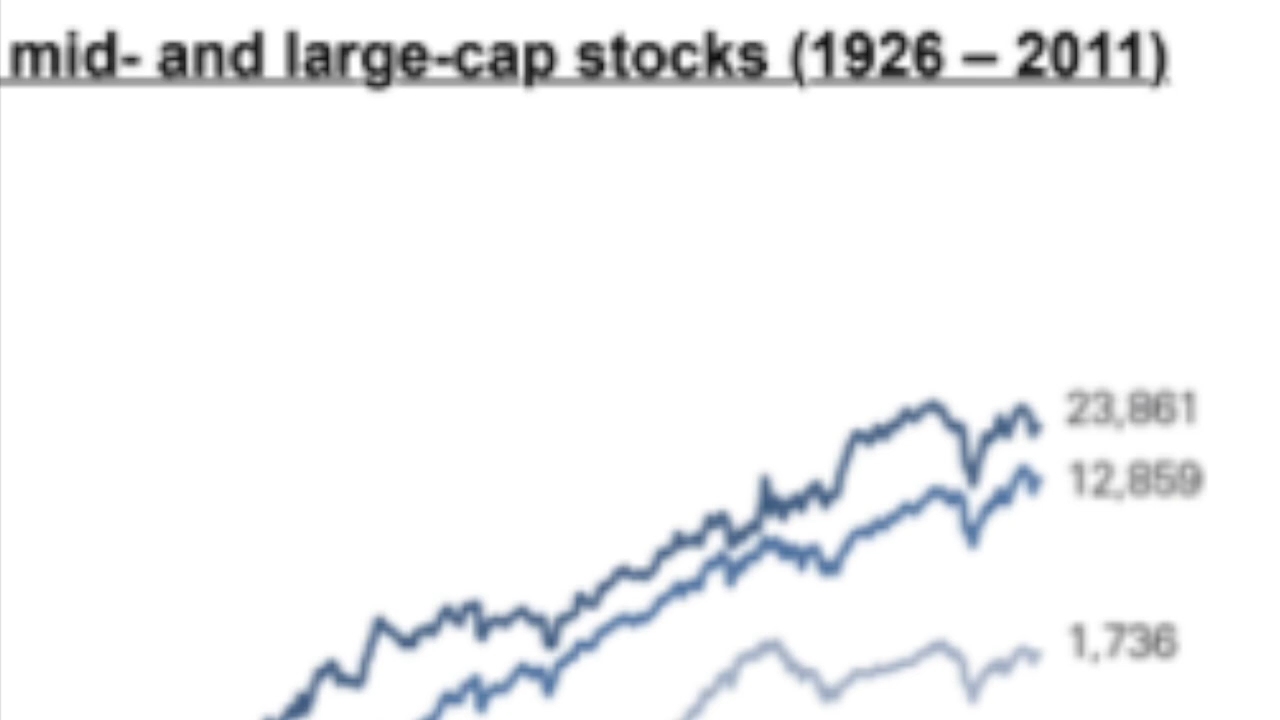 mid- and large-cap stocks (1926 – 2011)
23,861
12,859
1,736